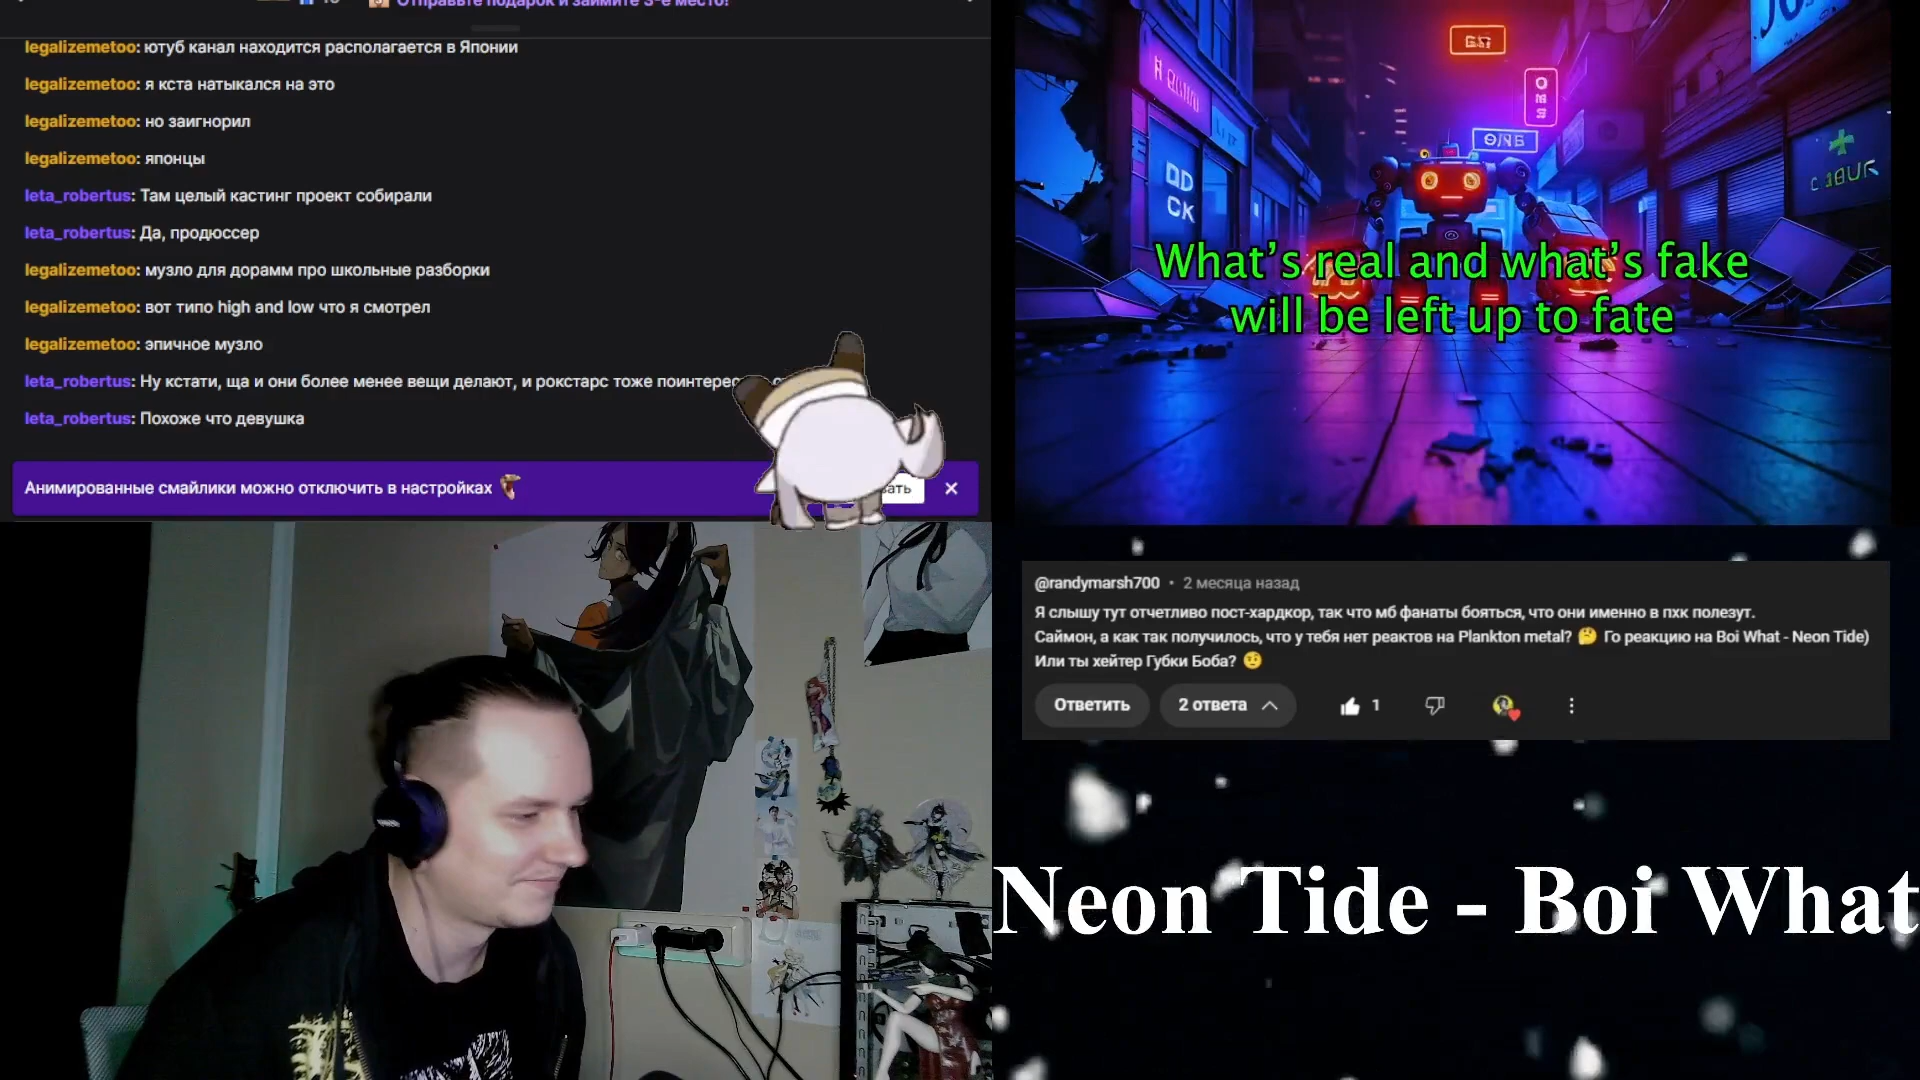 Отправьте подарок и займите 3-е место!
legalizemetoo: ютуб канал находится располагается в Японии
legalizemetoo: я кста натыкался на это
legalizemetoo: но заигнорил
legalizemetoo: японцы
leta_robertus: Там целый кастинг проект собирали
leta_robertus: Да, продюссер
legalizemetoo: музло для дорамм про школьные разборки
legalizemetoo: вот типо high and low что я смотрел
legalizemetoo: эпичное музло
leta_robertus: Ну кстати, ща и они более менее вещи делают, и рокстарс тоже
leta_robertus: Похоже что девушка
Анимированные смайлики можно отключить в настройках
What's real and what's fake
will be left up to fate
@randymarsh700 • 2 месяца назад
Я слышу тут отчетливо пост-хардкор, так что мб фанаты бояться, что они именно в пхк полезут.
Саймон, а как так получилось, что у тебя нет реактов на Plankton metal? 🤔 Го реакцию на Boi What - Neon Tide)
Или ты хейтер Губки Боба? 🤨
Ответить 2 ответа 1
Neon Tide - Boi What